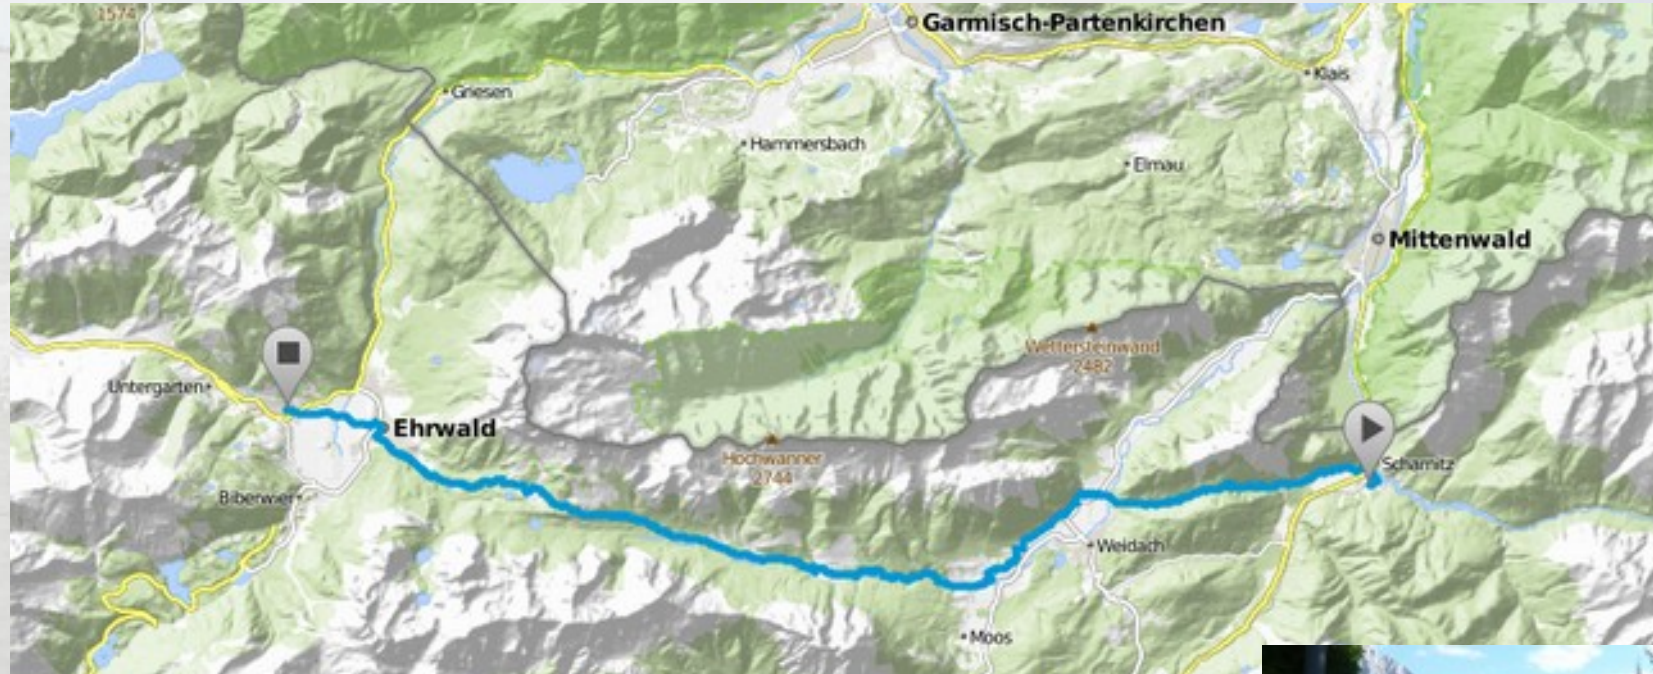 1574
Garmisch-Partenkirchen
Griesen
Klais
Hammersbach
Elmau
Mittenwald
Wettersteinwand
2482
Untergarten
Ehrwald
Hochwanner
2744
Scharnitz
Biberwier
Weidach
Moos